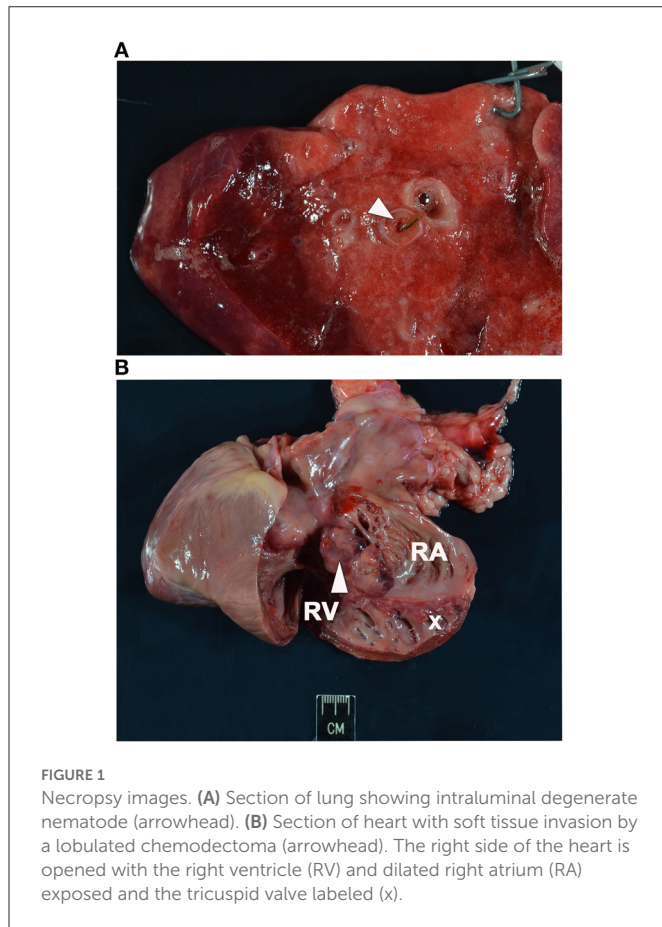 A
B
RA
RV
x
CM
FIGURE 1
Necropsy images. (A) Section of lung showing intraluminal degenerate
nematode (arrowhead). (B) Section of heart with soft tissue invasion by
a lobulated chemodectoma (arrowhead). The right side of the heart is
opened with the right ventricle (RV) and dilated right atrium (RA)
exposed and the tricuspid valve labeled (x).